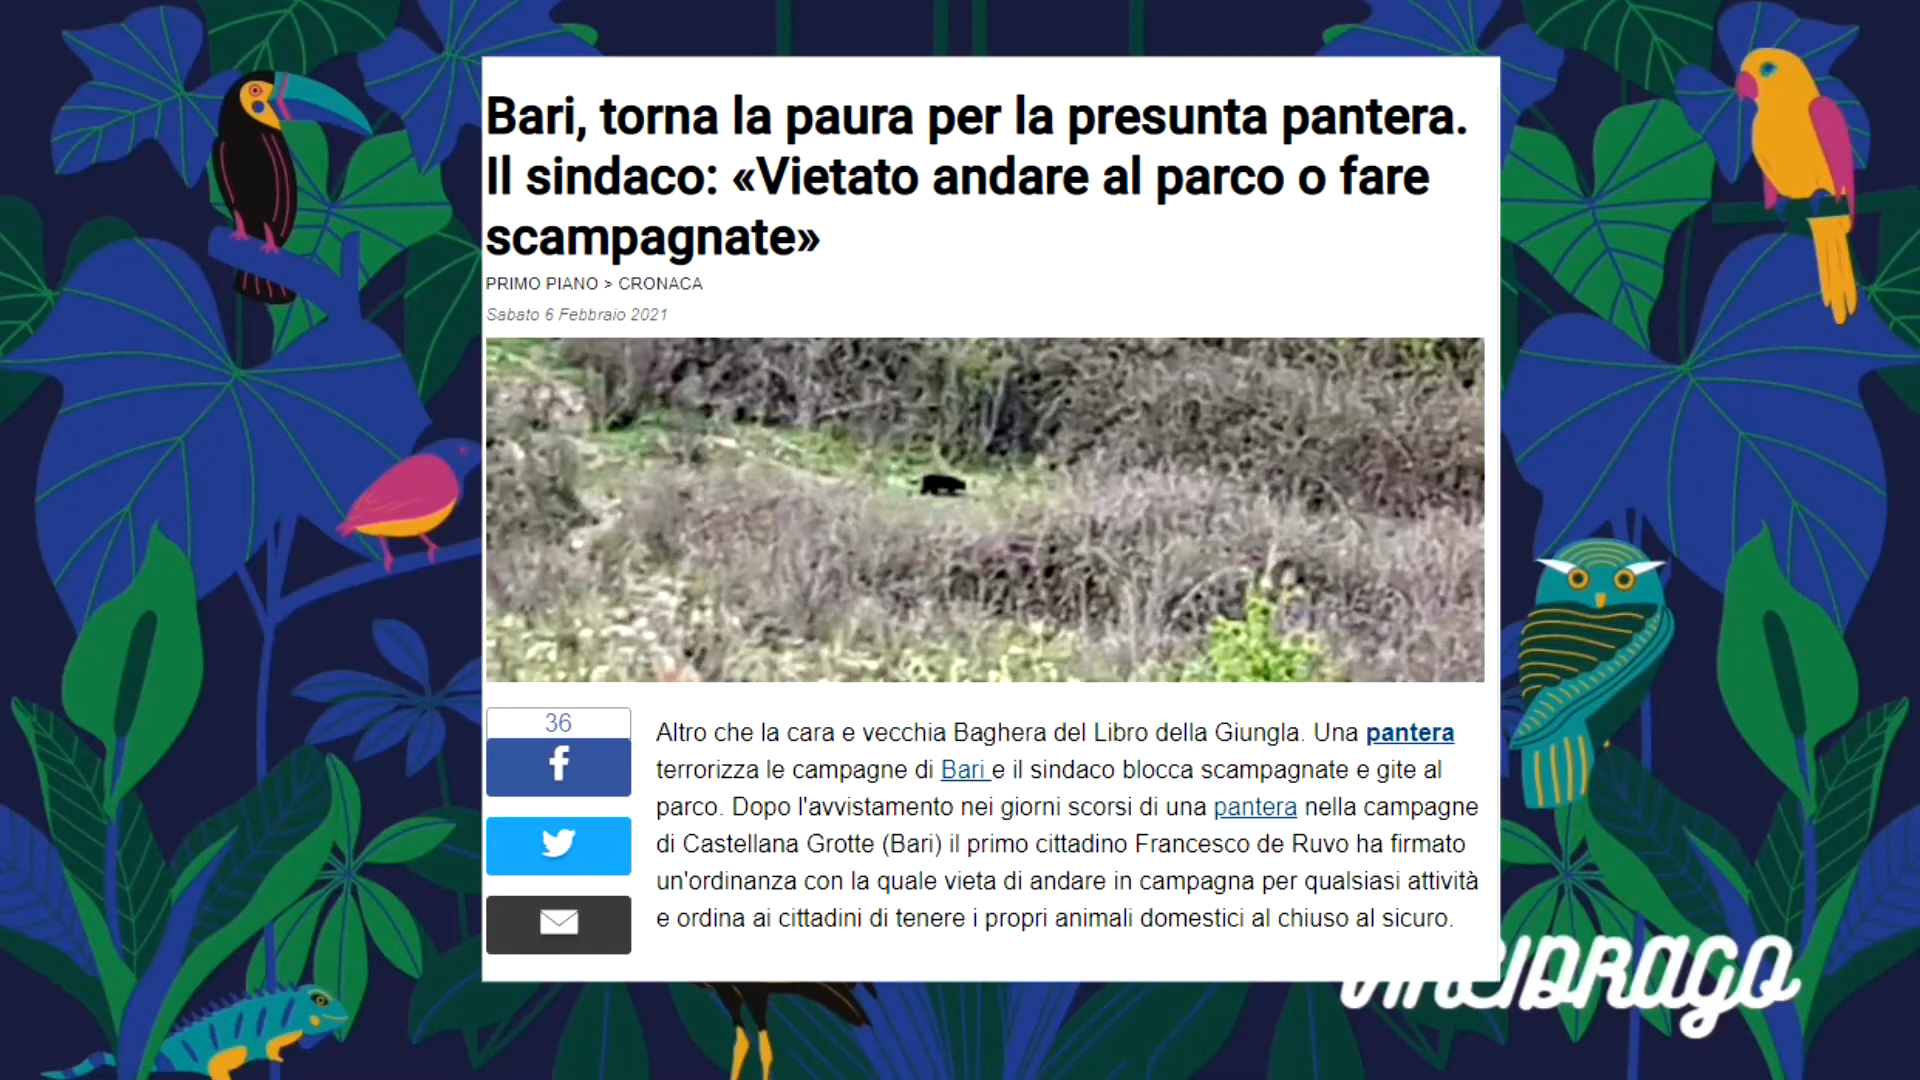 Bari, torna la paura per la presunta pantera.
Il sindaco: «Vietato andare al parco o fare
scampagnate»
PRIMO PIANO > CRONACA
Sabato 6 Febbraio 2021
36
Altro che la cara e vecchia Baghera del Libro della Giungla. Una pantera
terrorizza le campagne di Bari e il sindaco blocca scampagnate e gite al
parco. Dopo l'avvistamento nei giorni scorsi di una pantera nella campagne
di Castellana Grotte (Bari) il primo cittadino Francesco de Ruvo ha firmato
un'ordinanza con la quale vieta di andare in campagna per qualsiasi attività
e ordina ai cittadini di tenere i propri animali domestici al chiuso al sicuro.